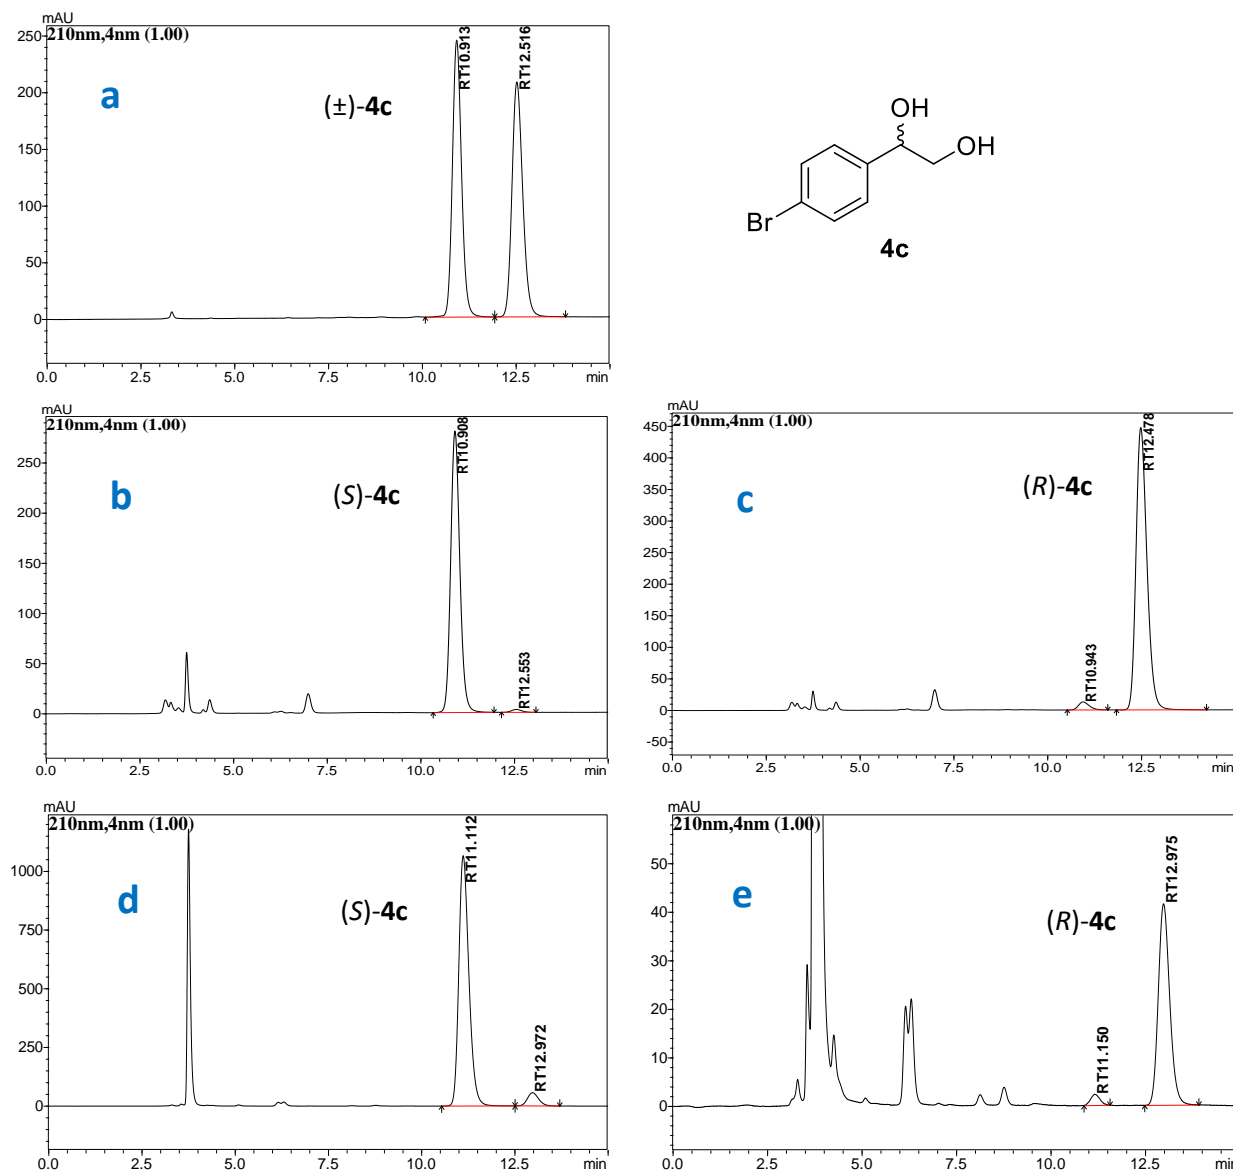 mAU
210nm,4nm (1.00)
250
200
150
100
50
0
RT10.913
RT12.516
a
(±)-4c
0.0 2.5 5.0 7.5 10.0 12.5 min
OH
OH
Br
4c
mAU
210nm,4nm (1.00)
250
200
150
100
50
0
RT10.908
RT12.553
b
(S)-4c
0.0 2.5 5.0 7.5 10.0 12.5 min
mAU
210nm,4nm (1.00)
450
400
350
300
250
200
150
100
50
0
-50
RT10.943
RT12.478
c
(R)-4c
0.0 2.5 5.0 7.5 10.0 12.5 min
mAU
210nm,4nm (1.00)
1000
750
500
250
0
RT11.112
RT12.972
d
(S)-4c
0.0 2.5 5.0 7.5 10.0 12.5 min
mAU
210nm,4nm (1.00)
50
40
30
20
10
0
RT11.150
RT12.975
e
(R)-4c
0.0 2.5 5.0 7.5 10.0 12.5 min